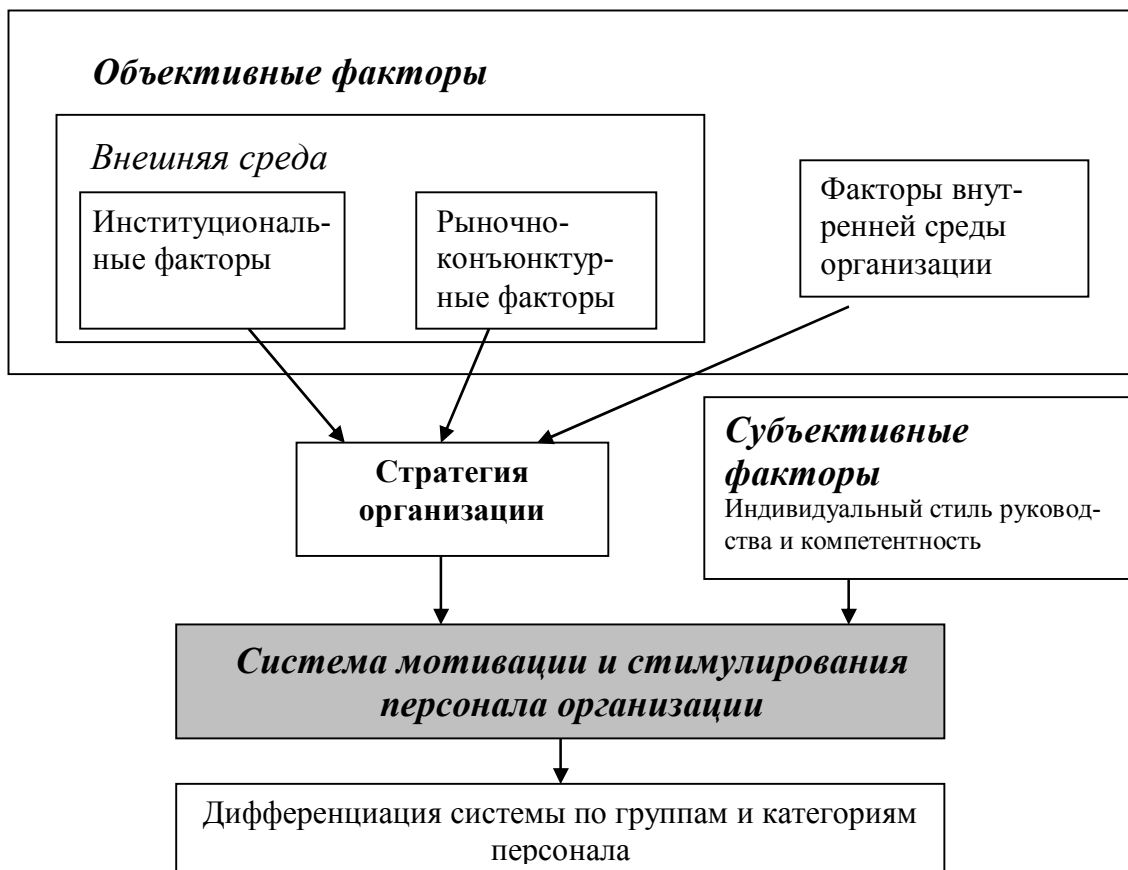 Объективные факторы
Внешняя среда
Институциональ-
ные факторы
Рыночно-
конъюнктур-
ные факторы
Факторы внут-
ренней среды
организации
Стратегия
организации
Субъективные
факторы
Индивидуальный стиль руковод-
ства и компетентность
Система мотивации и стимулирования
персонала организации
Дифференциация системы по группам и категориям
персонала